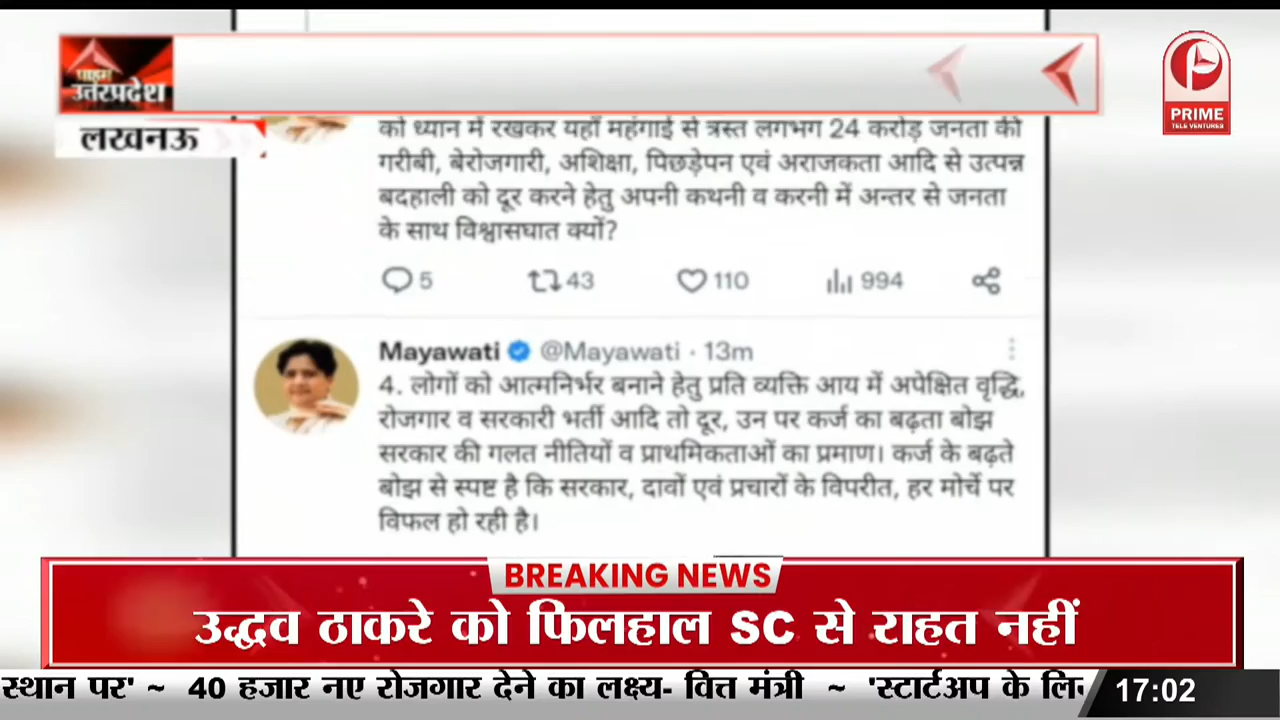 प्राइम
उत्तरप्रदेश
लखनऊ
PRIME
TELE VENTURES
को ध्यान में रखकर यहाँ महंगाई से त्रस्त लगभग 24 करोड़ जनता की
गरीबी, बेरोजगारी, अशिक्षा, पिछड़ेपन एवं अराजकता आदि से उत्पन्न
बदहाली को दूर करने हेतु अपनी कथनी व करनी में अन्तर से जनता
के साथ विश्वासघात क्यों?
5 43 110 994
Mayawati @Mayawati · 13m
4. लोगों को आत्मनिर्भर बनाने हेतु प्रति व्यक्ति आय में अपेक्षित वृद्धि,
रोजगार व सरकारी भर्ती आदि तो दूर, उन पर कर्ज का बढ़ता बोझ
सरकार की गलत नीतियों व प्राथमिकताओं का प्रमाण। कर्ज के बढ़ते
बोझ से स्पष्ट है कि सरकार, दावों एवं प्रचारों के विपरीत, हर मोर्चे पर
विफल हो रही है।
BREAKING NEWS
उद्धव ठाकरे को फिलहाल SC से राहत नहीं
स्थान पर' ~ 40 हजार नए रोजगार देने का लक्ष्य- वित्त मंत्री ~ 'स्टार्टअप के
17:02